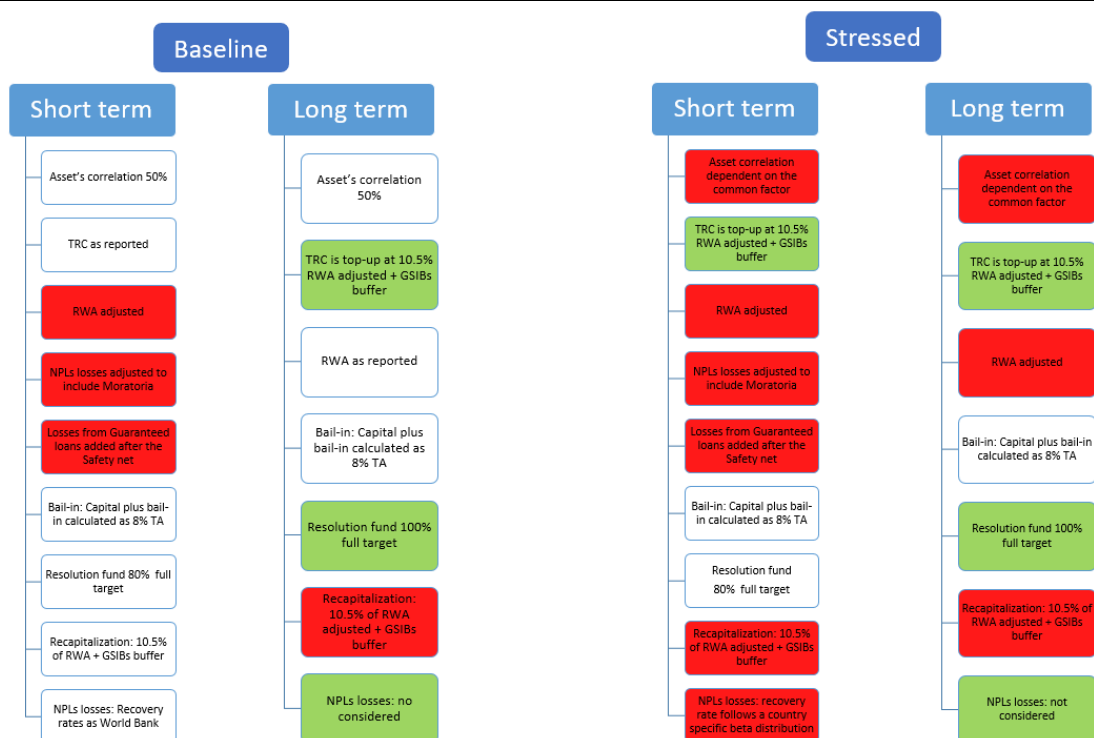 Baseline
Short term
Asset's correlation 50%
TRC as reported
RWA adjusted
NPLs losses adjusted to
include Moratoria
Losses from Guaranteed
loans added after the
Safety net
Bail-in: Capital plus bail-
in calculated as 8% TA
Resolution fund 80% full
target
Recapitalization: 10.5%
of RWA + GSIBs buffer
NPLs losses: Recovery
rates as World Bank
Long term
Asset's correlation
50%
TRC is top-up at 10.5%
RWA adjusted + GSIBs
buffer
RWA as reported
Bail-in: Capital plus
bail-in calculated as
8% TA
Resolution fund 100%
full target
Recapitalization:
10.5% of RWA
adjusted + GSIBs
buffer
NPLs losses: no
considered
Stressed
Short term
Asset correlation
dependent on the
common factor
TRC is top-up at 10.5%
RWA adjusted + GSIBs
buffer
RWA adjusted
NPLs losses adjusted to
include Moratoria
Losses from Guaranteed
loans added after the
Safety net
Bail-in: Capital plus bail-
in calculated as 8% TA
Resolution fund
80% full target
Recapitalization: 10.5%
of RWA adjusted + GSIBs
buffer
NPLs losses: recovery
rate follows a country
specific beta distribution
Long term
Asset correlation
dependent on the
common factor
TRC is top-up at 10.5%
RWA adjusted + GSIBs
buffer
RWA adjusted
Bail-in: Capital plus bail-in
calculated as 8% TA
Resolution fund 100%
full target
Recapitalization: 10.5% of
RWA adjusted + GSIBs
buffer
NPLs losses: not
considered